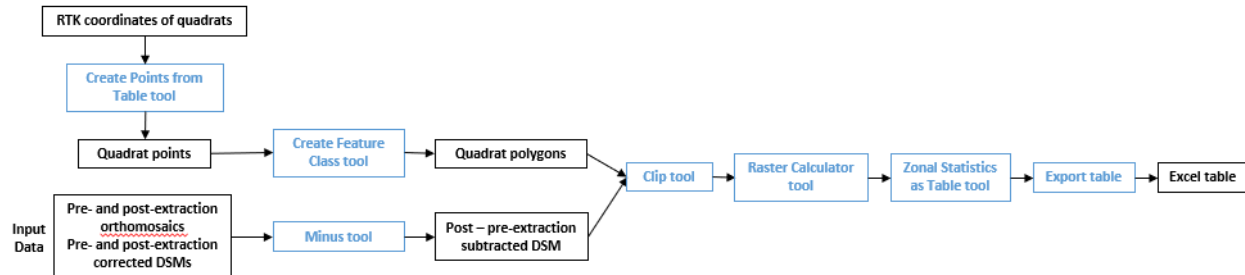 RTK coordinates of quadrats
Create Points from
Table tool
Quadrat points
Create Feature
Class tool
Quadrat polygons
Clip tool
Raster Calculator
tool
Zonal Statistics
as Table tool
Export table
Excel table
Input
Data
Pre- and post-extraction
orthomosaics
Pre- and post-extraction
corrected DSMs
Minus tool
Post – pre-extraction
subtracted DSM